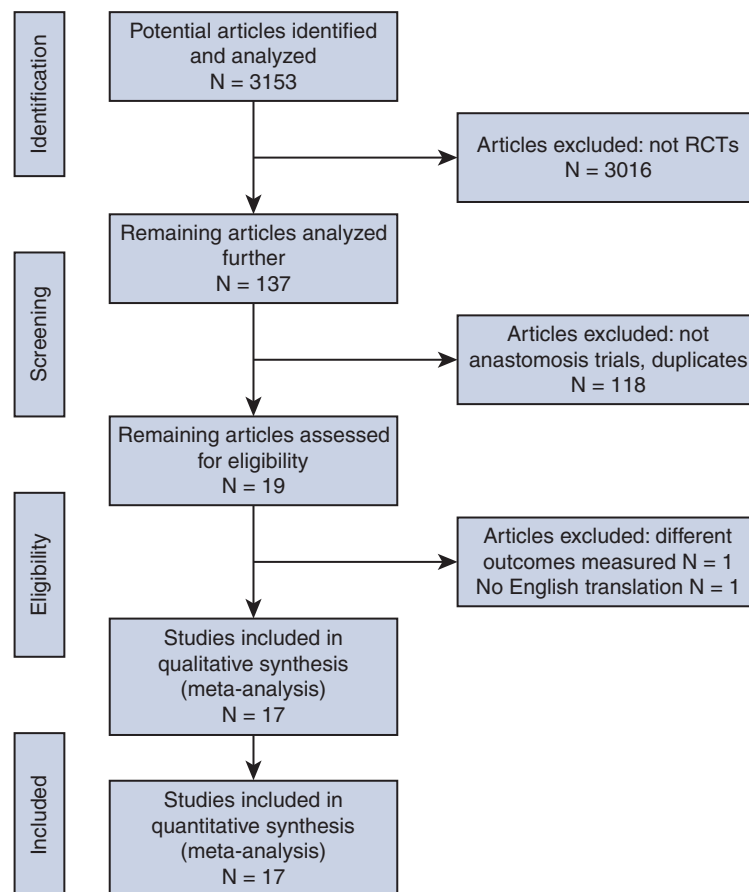 Identification
Potential articles identified
and analyzed
N = 3153
Articles excluded: not RCTs
N = 3016
Screening
Remaining articles analyzed
further
N = 137
Articles excluded: not
anastomosis trials, duplicates
N = 118
Eligibility
Remaining articles assessed
for eligibility
N = 19
Articles excluded: different
outcomes measured N = 1
No English translation N = 1
Studies included in
qualitative synthesis
(meta-analysis)
N = 17
Included
Studies included in
quantitative synthesis
(meta-analysis)
N = 17